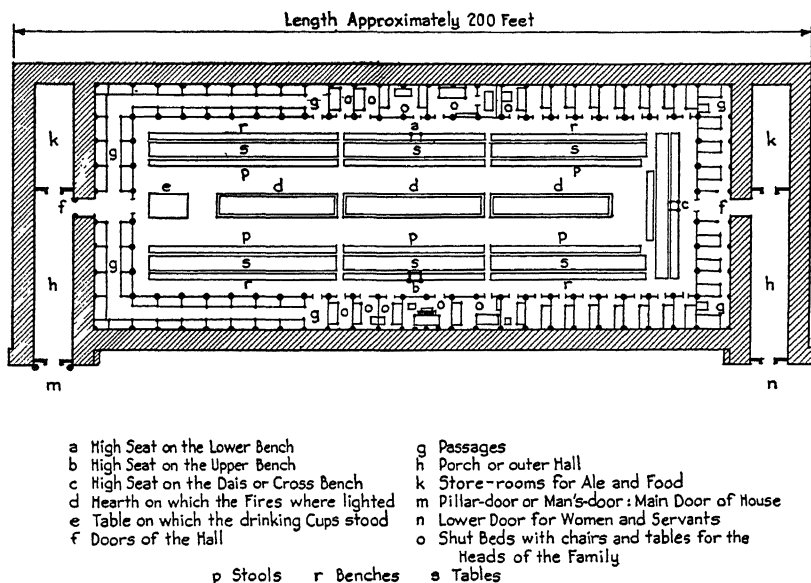 Length Approximately 200 Feet
g g
r a r
k s s s k
g
p p p
e d d d
f c f
p p p
g s s s
h r b r h
g g
m n
a High Seat on the Lower Bench
b High Seat on the Upper Bench
c High Seat on the Dais or Cross Bench
d Hearth on which the Fires where lighted
e Table on which the drinking Cups stood
f Doors of the Hall
g Passages
h Porch or outer Hall
k Store-rooms for Ale and Food
m Pillar-door or Man's-door: Main Door of House
n Lower Door for Women and Servants
o Shut Beds with chairs and tables for the
Heads of the Family
p Stools r Benches s Tables